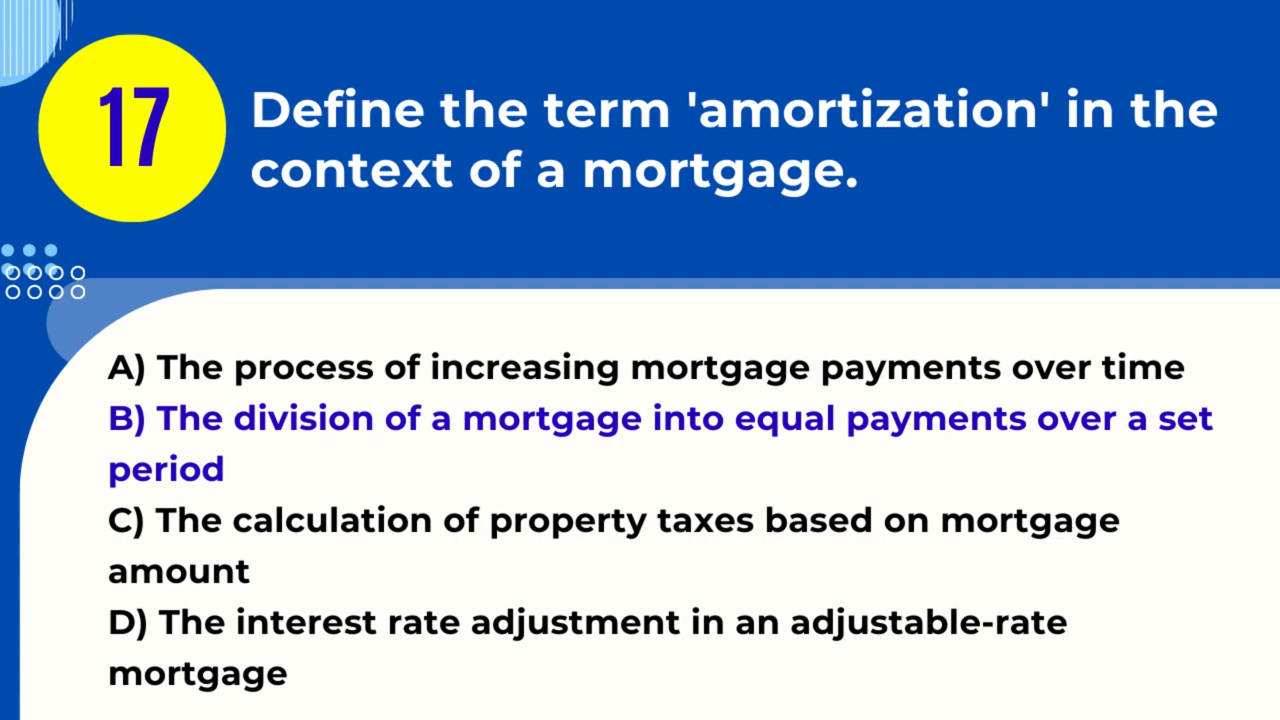 17
Define the term 'amortization' in the
context of a mortgage.
A) The process of increasing mortgage payments over time
B) The division of a mortgage into equal payments over a set
period
C) The calculation of property taxes based on mortgage
amount
D) The interest rate adjustment in an adjustable-rate
mortgage